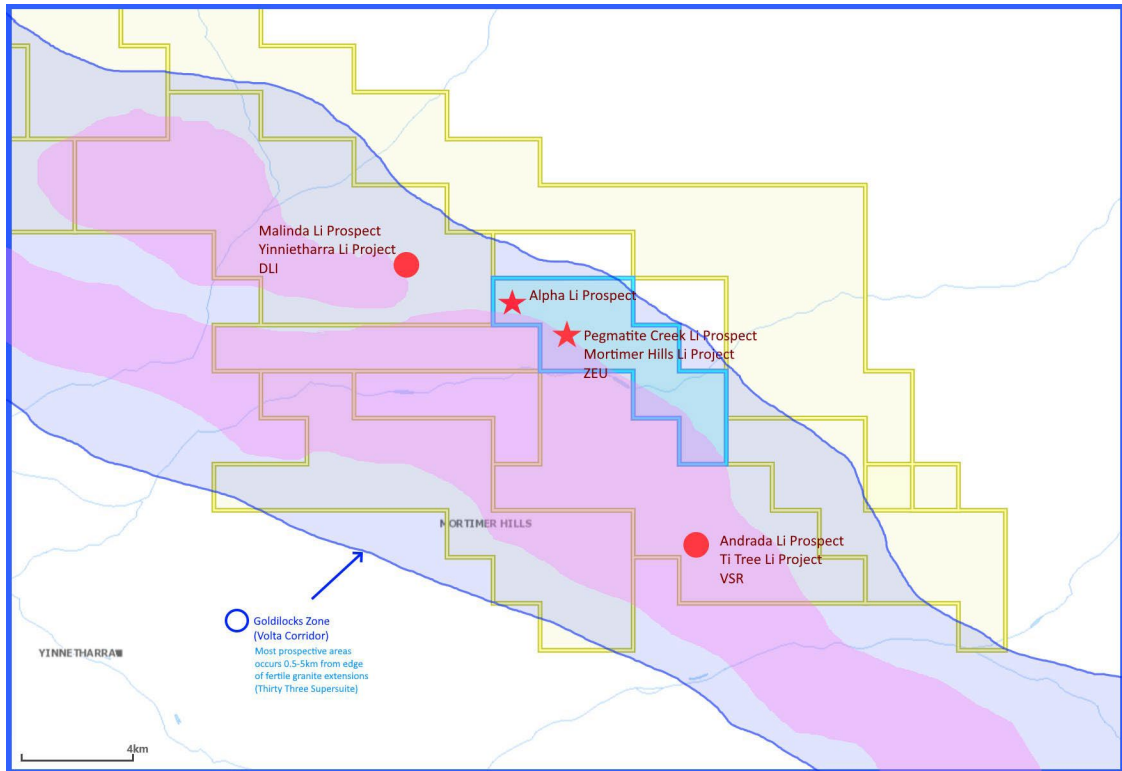 Malinda Li Prospect
Yinnietharra Li Project
DLI
Alpha Li Prospect
Pegmatite Creek Li Prospect
Mortimer Hills Li Project
ZEU
MORTIMER HILLS
Andrada Li Prospect
Ti Tree Li Project
VSR
Goldilocks Zone
(Volta Corridor)
Most prospective areas
occurs 0.5-5km from edge
of fertile granite extensions
(Thirty Three Supersuite)
YINNETHARRA
4km